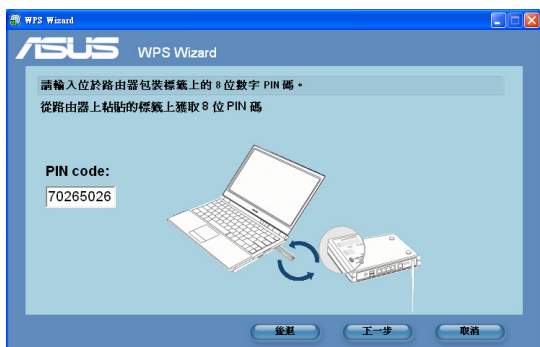 WPS Wizard
ASUS WPS Wizard
請輸入位於路由器包裝標籤上的 8 位數字 PIN 碼。
從路由器上粘貼的標籤上獲取 8 位 PIN 碼
PIN code:
70265026
後退 下一步 取消